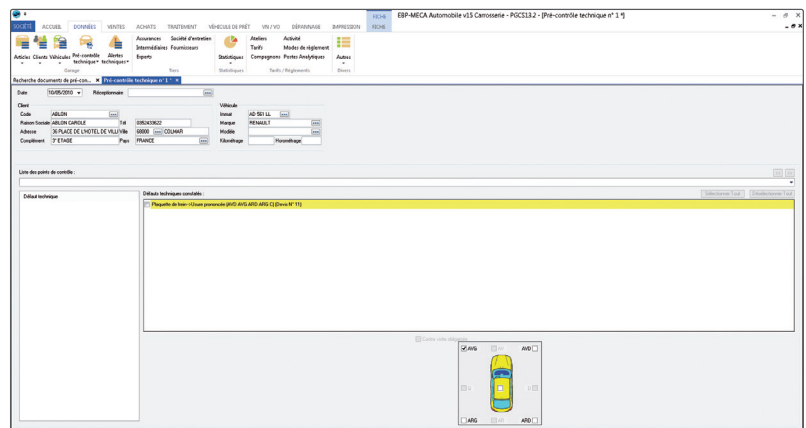 EBP-MECA Automobile v15 Carrosserie - PGCS13.2 - [Pré-contrôle technique n° 1 *]
FICHE
SOCIETÉ ACCUEIL DONNÉES VENTES ACHATS TRAITEMENT VÉHICULE DE PRÊT VN / VO DÉPANNAGE IMPRESSION FICHE
Articles Clients Véhicules Pré-contrôle technique Alertes techniques
Garage
Assurances Société d'entretien
Intermédiaires Fournisseurs
Experts
Tiers
Statistiques
Statistiques
Ateliers Activité
Tarifs Modes de règlement
Compagnons Postes Analytiques
Tarifs / Règlements
Autres
Divers
Recherche documents de pré-con... x Pré-contrôle technique n° 1 * x
Date 10/05/2010 Réceptionnaire
Client
Code ABLON
Raison Sociale ABLON CAROLE Tél 0352433622
Adresse 36 PLACE DE L'HOTEL DE VILLE Ville 68000 COLMAR
Complément 3° ETAGE Pays FRANCE
Véhicule
Immat AD 561 LL
Marque RENAULT
Modèle
Kilométrage Horométrage
Liste des points de contrôle :
Défaut technique
Défauts techniques constatés :
Sélectionner Tout Désélectionner Tout
Plaquette de frein->Usure prononcée (AVD AVG ARD ARG C) (Devis N° 11)
Contre visite obligatoire
AVG AV AVD
G D
ARG AR ARD